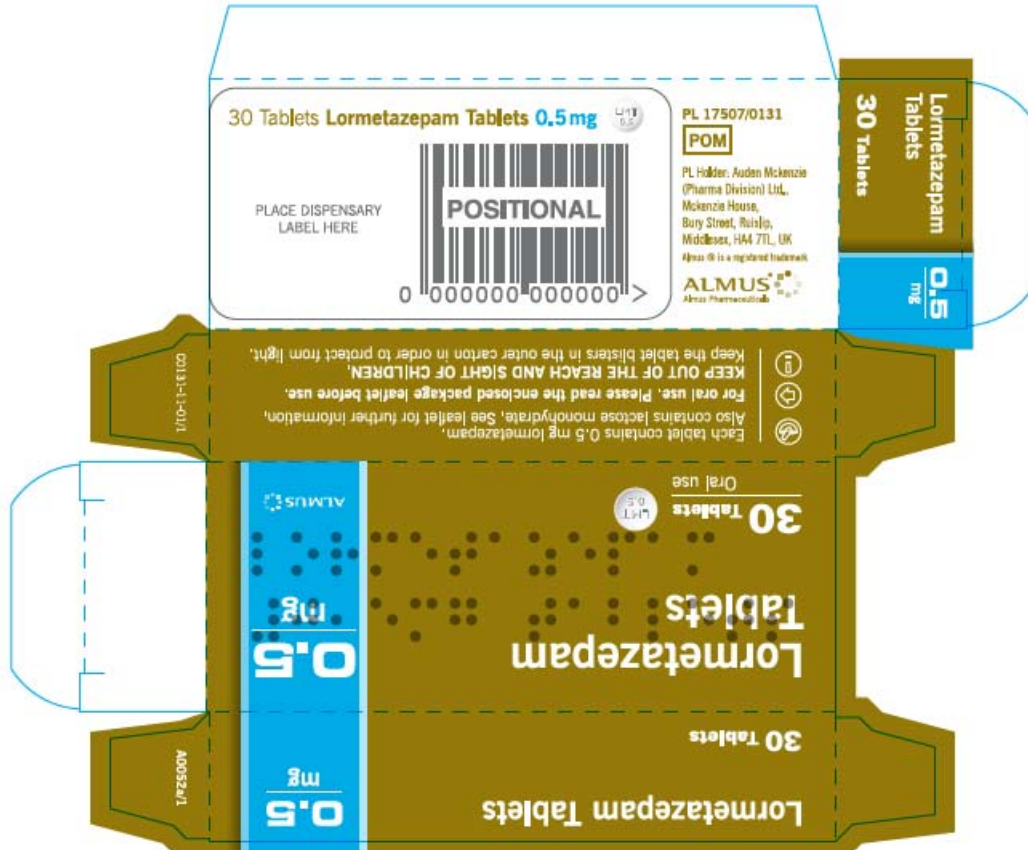 30 Tablets Lormetazepam Tablets 0.5 mg
LMT
0.5
PLACE DISPENSARY
LABEL HERE
POSITIONAL
0 000000 000000 >
PL 17507/0131
POM
PL Holder: Auden Mckenzie
(Pharma Division) Ltd.,
Mckenzie House,
Bury Street, Ruislip,
Middlesex, HA4 7TL, UK
Almus ® is a registered trademark
ALMUS
Almus Pharmaceuticals
Lormetazepam
Tablets
30 Tablets
0.5
mg
C0131-11-01/1
Each tablet contains 0.5 mg lormetazepam.
Also contains lactose monohydrate, See leaflet for further information,
For oral use. Please read the enclosed package leaflet before use.
KEEP OUT OF THE REACH AND SIGHT OF CHILDREN.
Keep the tablet blisters in the outer carton in order to protect from light.
Lormetazepam
Tablets
0.5
mg
30 Tablets
Oral use
LMT
0.5
ALMUS
30 Tablets
Lormetazepam Tablets
0.5
mg
A0052a/1